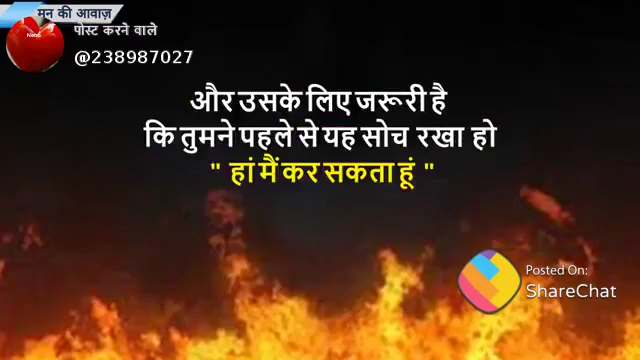 मन की आवाज़
पोस्ट करने वाले
@238987027
और उसके लिए जरूरी है
कि तुमने पहले से यह सोच रखा हो
" हां मैं कर सकता हूं "
Posted On:
ShareChat